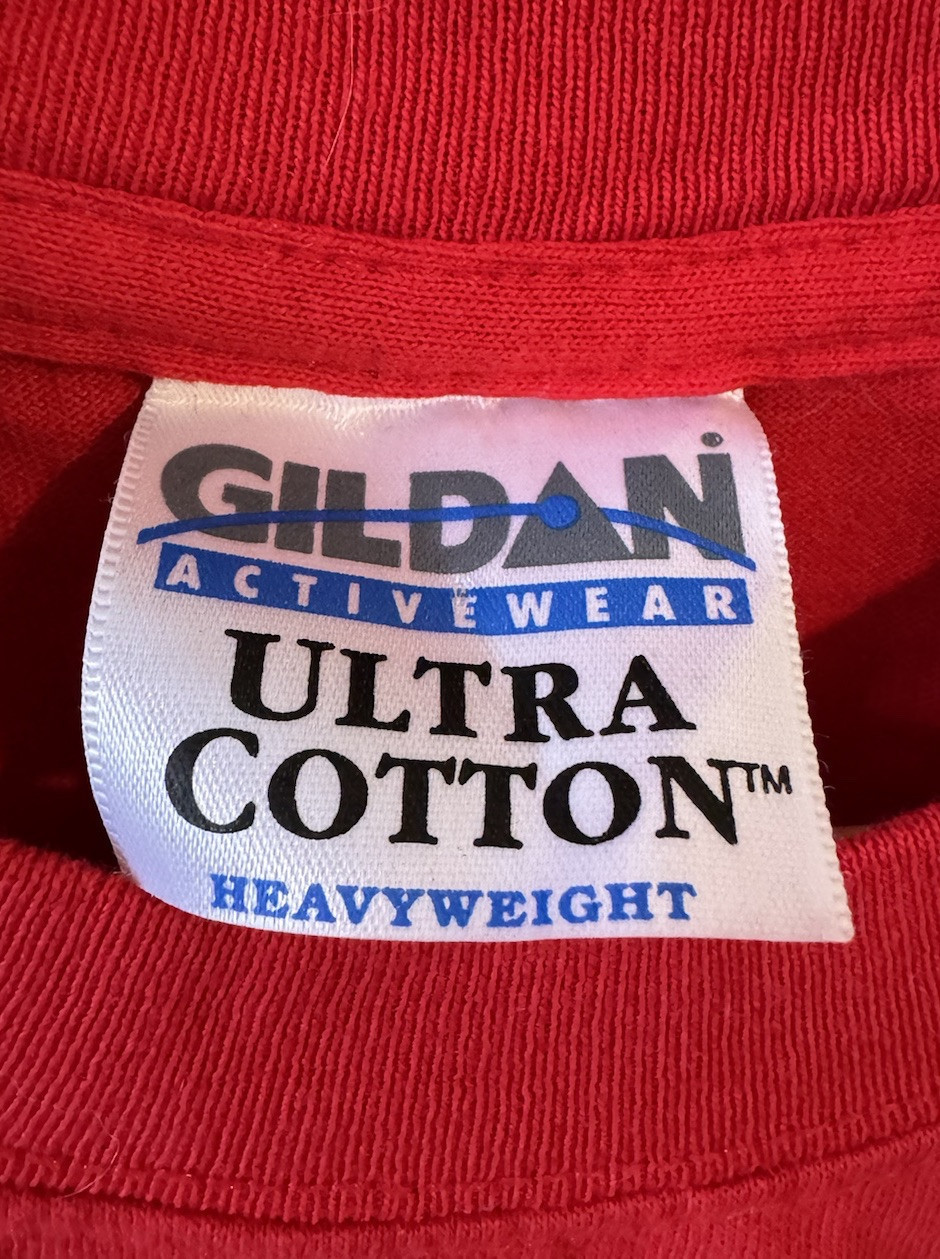 GILDAN®
ACTIVEWEAR
ULTRA
COTTON™
HEAVYWEIGHT